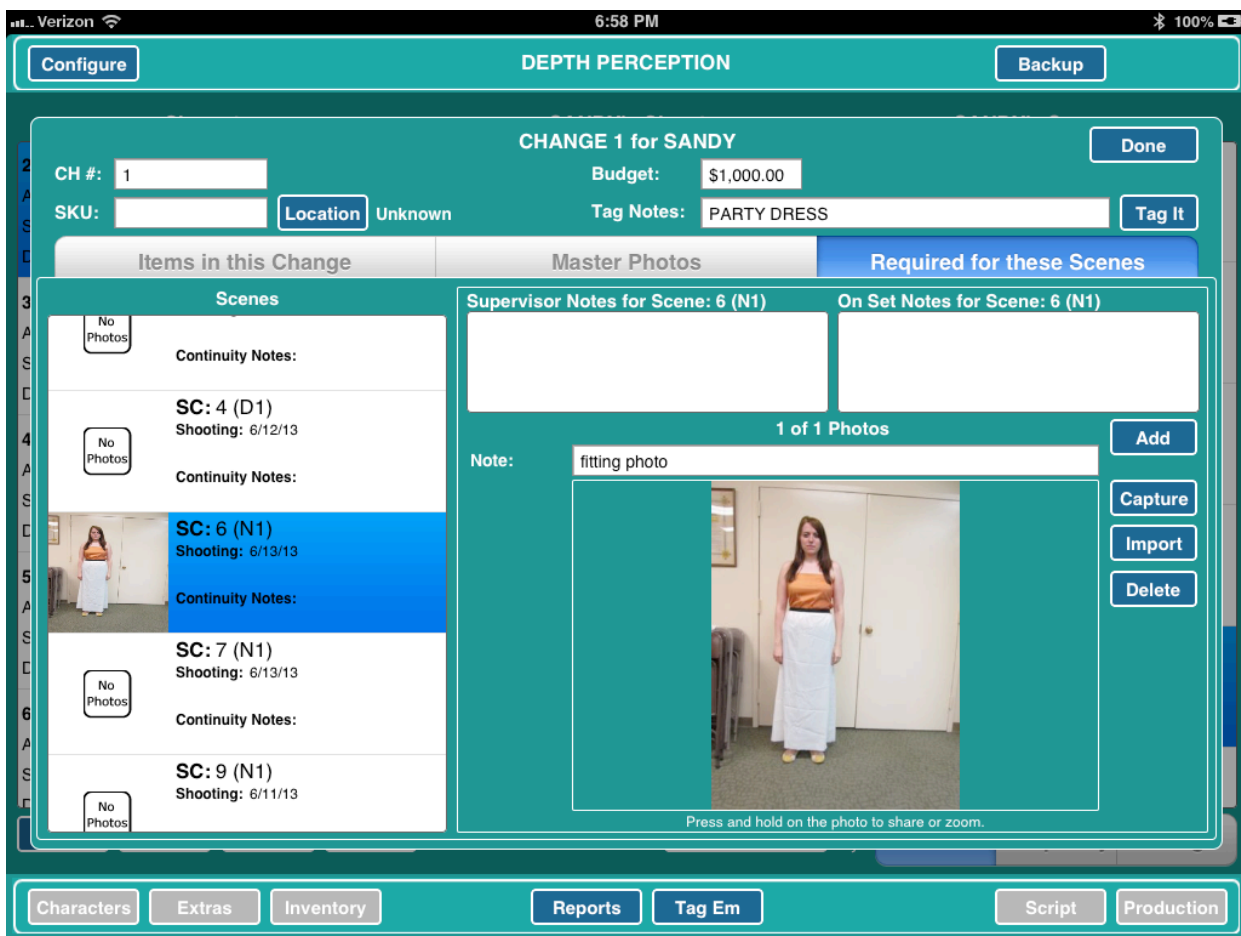 Verizon 6:58 PM 100%
Configure DEPTH PERCEPTION Backup
CHANGE 1 for SANDY Done
CH #: 1 Budget: $1,000.00
SKU: Location Unknown Tag Notes: PARTY DRESS Tag It
Items in this Change Master Photos Required for these Scenes
Scenes
No
Photos
Continuity Notes:
SC: 4 (D1)
Shooting: 6/12/13
No
Photos
Continuity Notes:
SC: 6 (N1)
Shooting: 6/13/13
Continuity Notes:
SC: 7 (N1)
Shooting: 6/13/13
No
Photos
Continuity Notes:
SC: 9 (N1)
Shooting: 6/11/13
No
Photos
Supervisor Notes for Scene: 6 (N1) On Set Notes for Scene: 6 (N1)
1 of 1 Photos Add
Note: fitting photo
Capture
Import
Delete
Press and hold on the photo to share or zoom.
2
3
4
5
6
Characters Extras Inventory Reports Tag Em Script Production